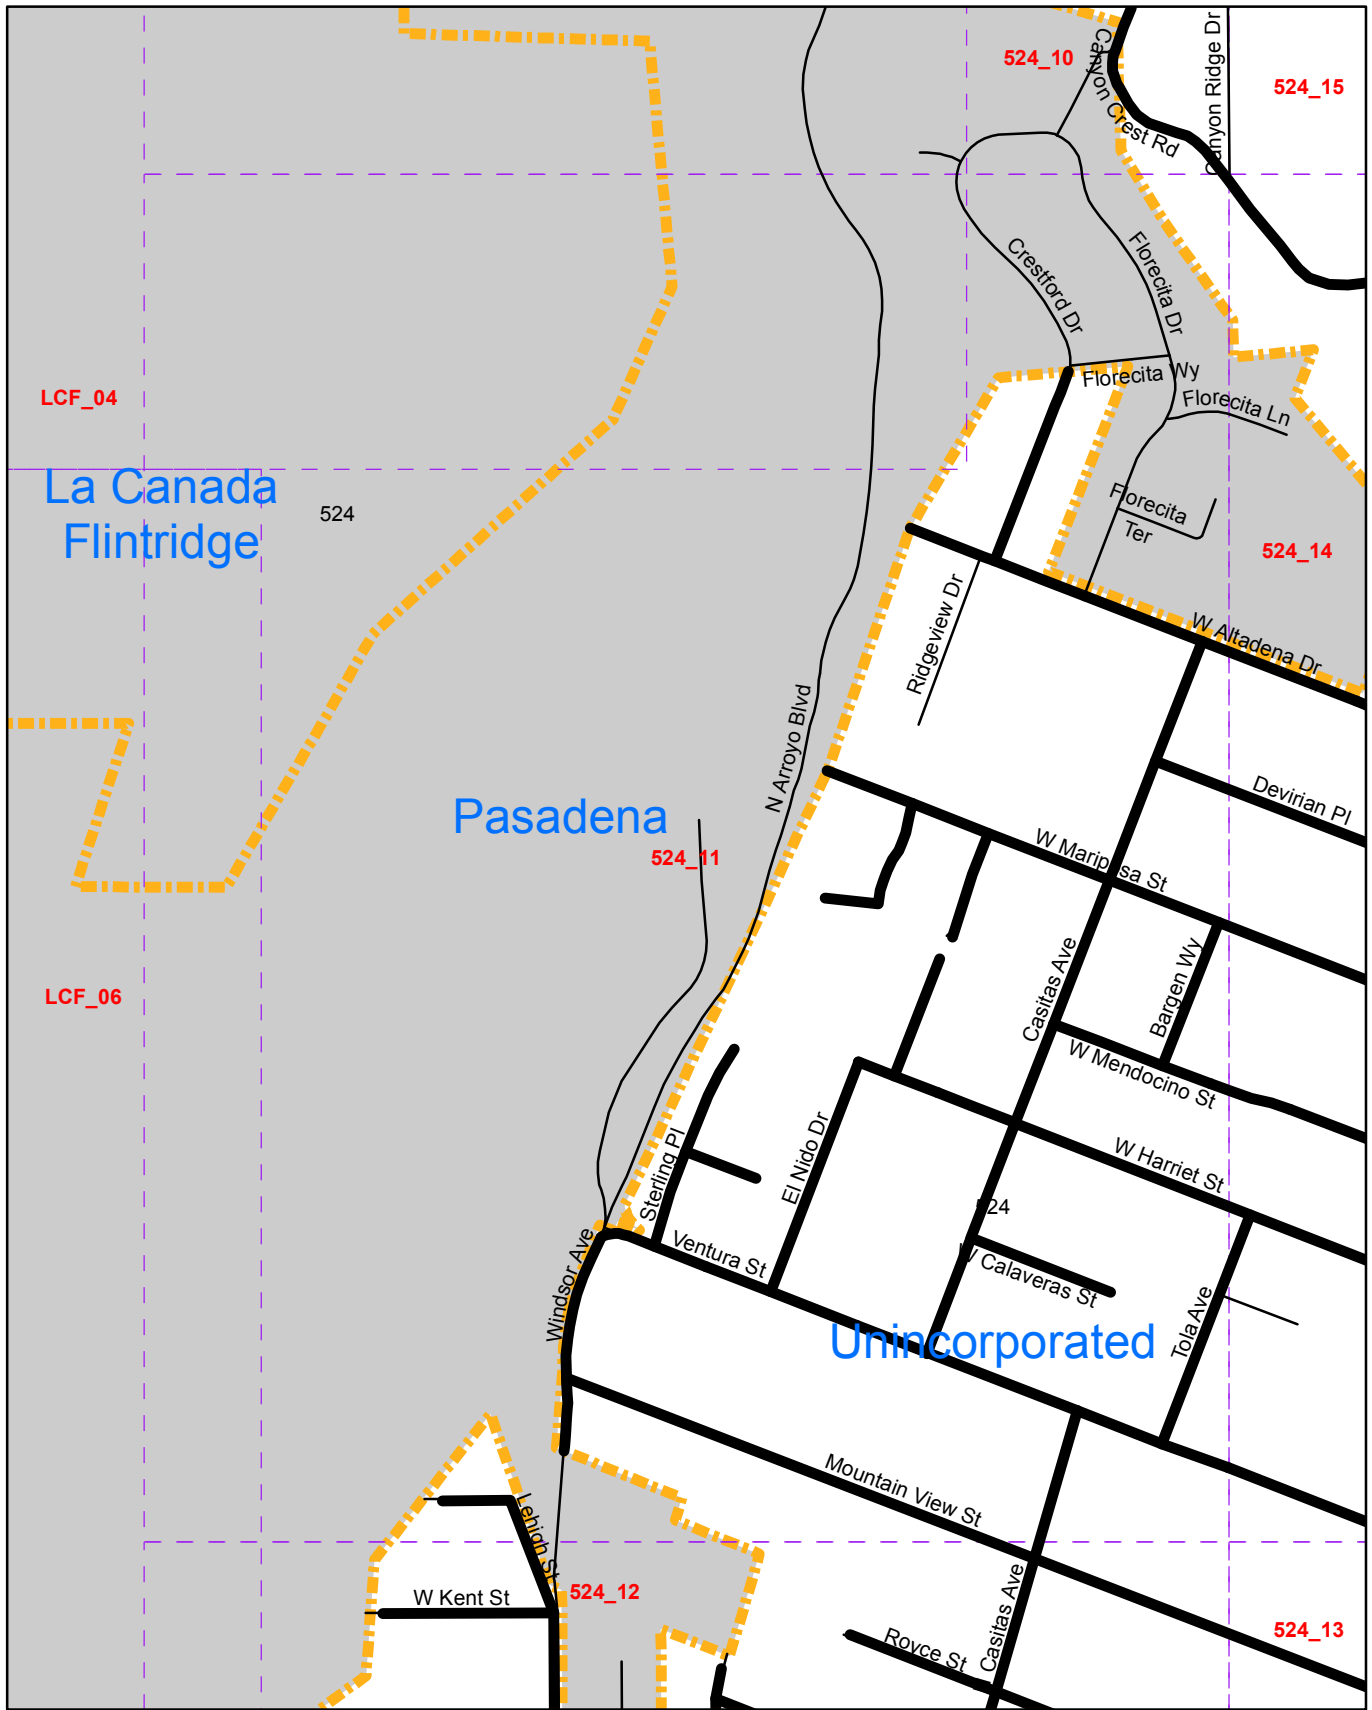 524_10
Canyon Crest Rd
Canyon Ridge Dr
524_15
Crestford Dr
Florecita Dr
Florecita Wy
Florecita Ln
LCF_04
La Canada
Flintridge
524
Florecita
Ter
524_14
W Altadena Dr
Ridgeview Dr
N Arroyo Blvd
Devirian Pl
Pasadena
524_11
W Mariposa St
Casitas Ave
Bargen Wy
LCF_06
W Mendocino St
Sterling Pl
El Nido Dr
W Harriet St
524
Windsor Ave
Ventura St
W Calaveras St
Unincorporated
Tola Ave
Mountain View St
Lehigh St
W Kent St
524_12
Casitas Ave
Royce St
524_13